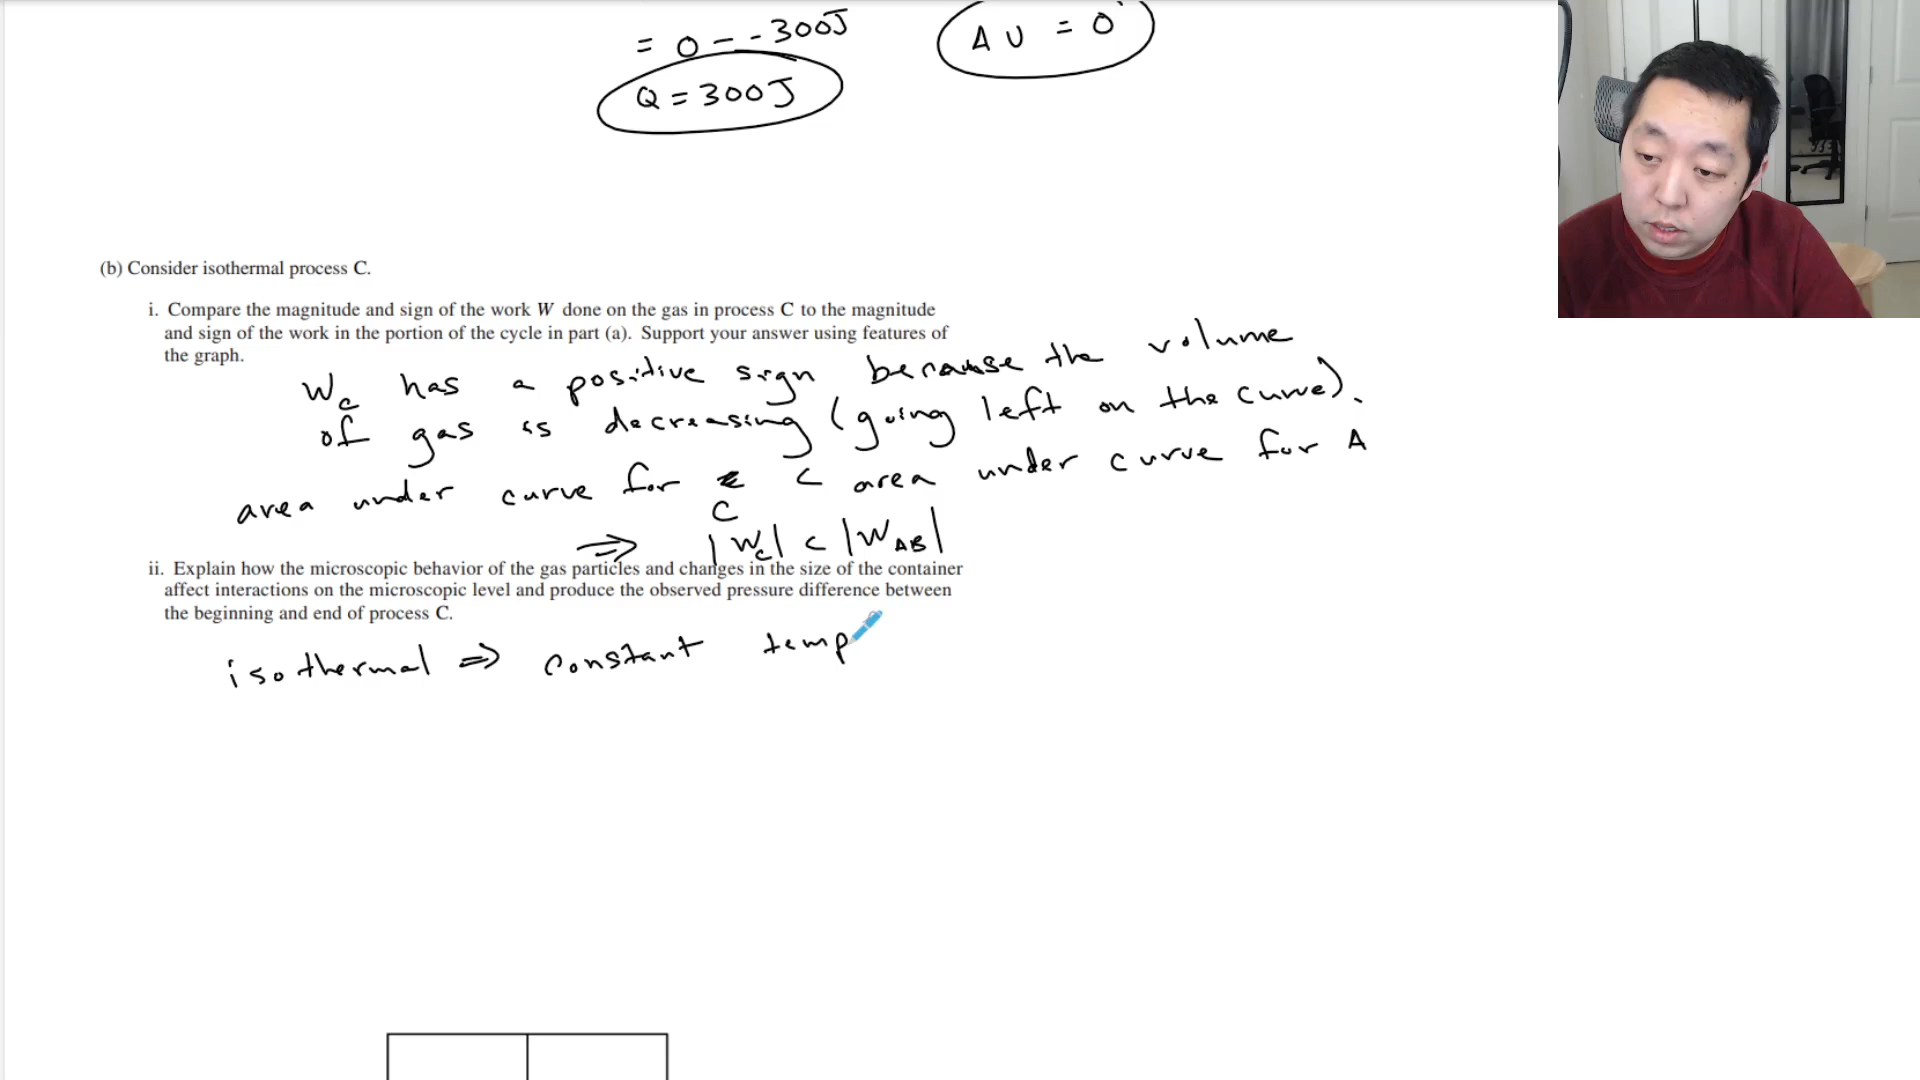 = 0 - - 300J
ΔU = 0
Q = 300J
(b) Consider isothermal process C.
i. Compare the magnitude and sign of the work W done on the gas in process C to the magnitude
and sign of the work in the portion of the cycle in part (a). Support your answer using features of
the graph.
Wc has a positive sign because the volume
of gas is decreasing (going left on the curve).
area under curve for C < area under curve for A
⇒ |Wc| < |WAB|
ii. Explain how the microscopic behavior of the gas particles and changes in the size of the container
affect interactions on the microscopic level and produce the observed pressure difference between
the beginning and end of process C.
isothermal ⇒ constant temp